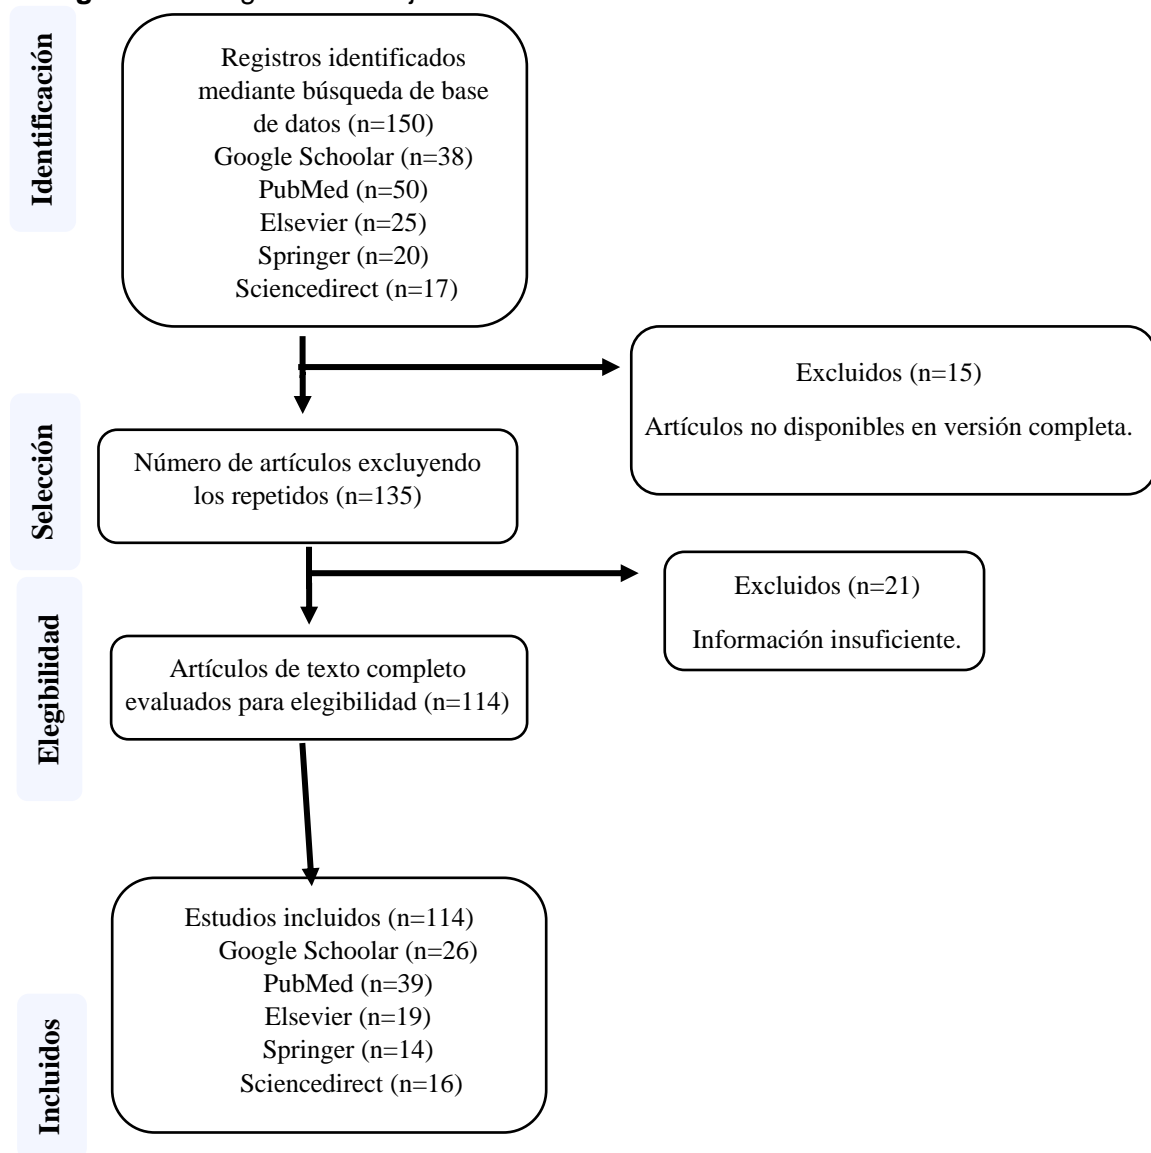 Identificación
Registros identificados
mediante búsqueda de base
de datos (n=150)
Google Schoolar (n=38)
PubMed (n=50)
Elsevier (n=25)
Springer (n=20)
Sciencedirect (n=17)
Excluidos (n=15)
Artículos no disponibles en versión completa.
Selección
Número de artículos excluyendo
los repetidos (n=135)
Excluidos (n=21)
Información insuficiente.
Elegibilidad
Artículos de texto completo
evaluados para elegibilidad (n=114)
Incluidos
Estudios incluidos (n=114)
Google Schoolar (n=26)
PubMed (n=39)
Elsevier (n=19)
Springer (n=14)
Sciencedirect (n=16)